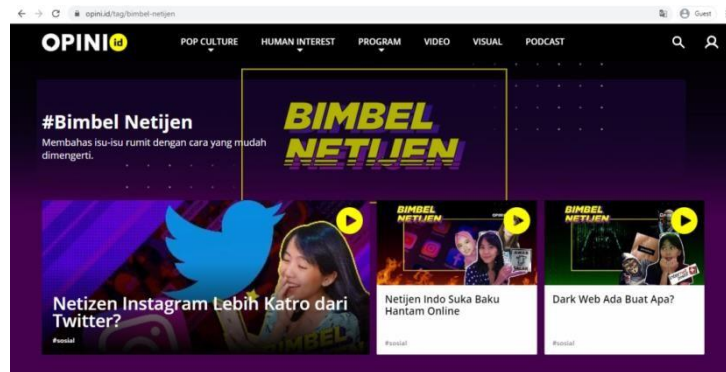 opini.id/tag/bimbel-netijen
Guest
OPINI id
POP CULTURE HUMAN INTEREST PROGRAM VIDEO VISUAL PODCAST
#Bimbel Netijen
Membahas isu-isu rumit dengan cara yang mudah
dimengerti.
BIMBEL
NETIJEN
BIMBEL
NETIJEN
BIMBEL
NETIJEN
Netizen Instagram Lebih Katro dari
Twitter?
#sosial
Netijen Indo Suka Baku
Hantam Online
#sosial
Dark Web Ada Buat Apa?
#sosial